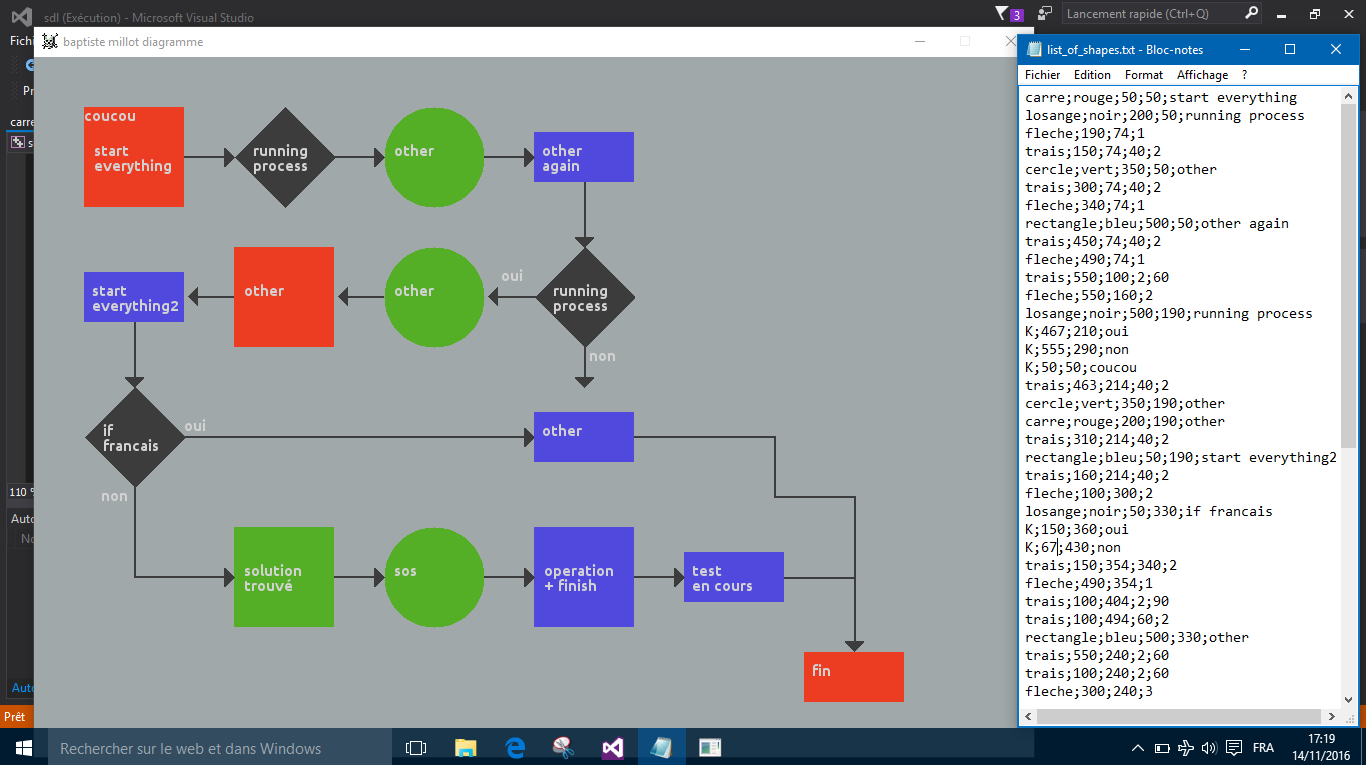 sdl (Exécution) - Microsoft Visual Studio
3
Lancement rapide (Ctrl+Q)
Fichi
baptiste millot diagramme
Pr
carre
s
110 %
Auto
No
Auto
Prêt
coucou
start
everything
running
process
other
other
again
start
everything2
other
other
oui
running
process
non
if
francais
oui
other
non
solution
trouvé
sos
operation
+ finish
test
en cours
fin
list_of_shapes.txt - Bloc-notes
Fichier Edition Format Affichage ?
carre;rouge;50;50;start everything
losange;noir;200;50;running process
fleche;190;74;1
trais;150;74;40;2
cercle;vert;350;50;other
trais;300;74;40;2
fleche;340;74;1
rectangle;bleu;500;50;other again
trais;450;74;40;2
fleche;490;74;1
trais;550;100;2;60
fleche;550;160;2
losange;noir;500;190;running process
K;467;210;oui
K;555;290;non
K;50;50;coucou
trais;463;214;40;2
cercle;vert;350;190;other
carre;rouge;200;190;other
trais;310;214;40;2
rectangle;bleu;50;190;start everything2
trais;160;214;40;2
fleche;100;300;2
losange;noir;50;330;if francais
K;150;360;oui
K;67;430;non
trais;150;354;340;2
fleche;490;354;1
trais;100;404;2;90
trais;100;494;60;2
rectangle;bleu;500;330;other
trais;550;240;2;60
trais;100;240;2;60
fleche;300;240;3
Rechercher sur le web et dans Windows
FRA
17:19
14/11/2016